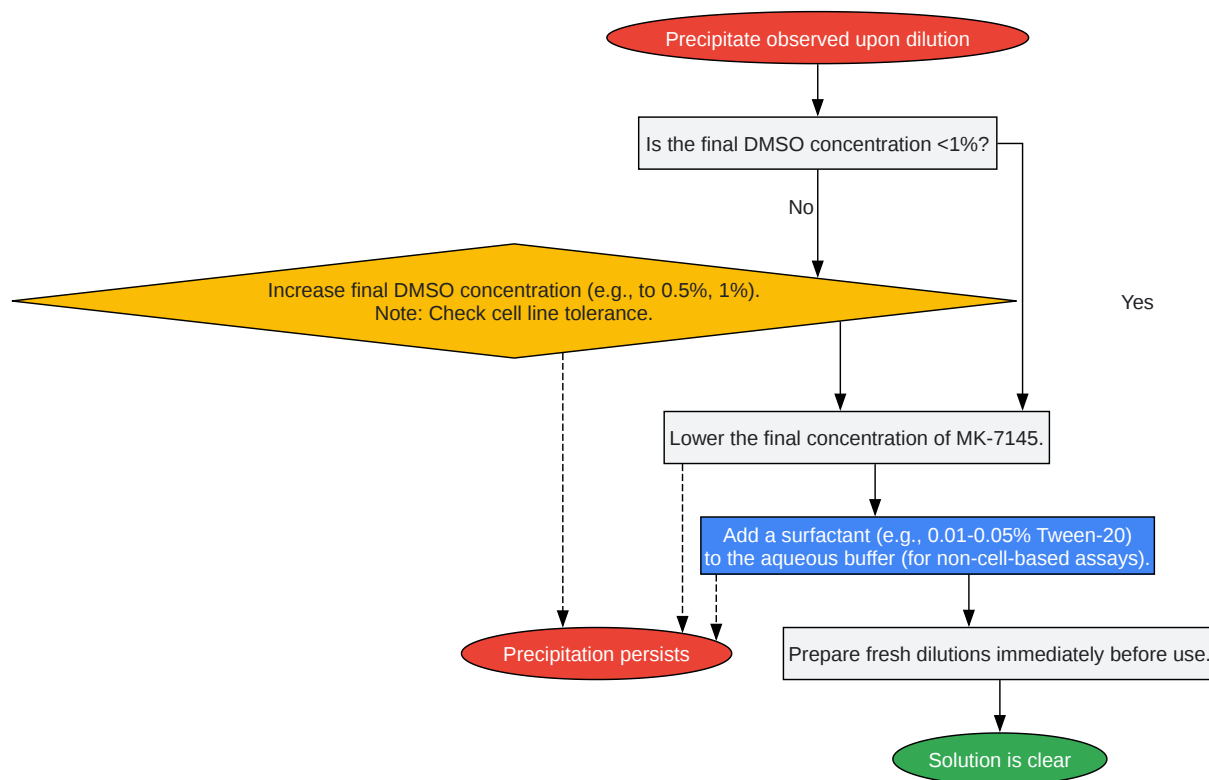 Precipitate observed upon dilution
Is the final DMSO concentration <1%?
No
Increase final DMSO concentration (e.g., to 0.5%, 1%).
Note: Check cell line tolerance.
Yes
Lower the final concentration of MK-7145.
Add a surfactant (e.g., 0.01-0.05% Tween-20)
to the aqueous buffer (for non-cell-based assays).
Precipitation persists
Prepare fresh dilutions immediately before use.
Solution is clear